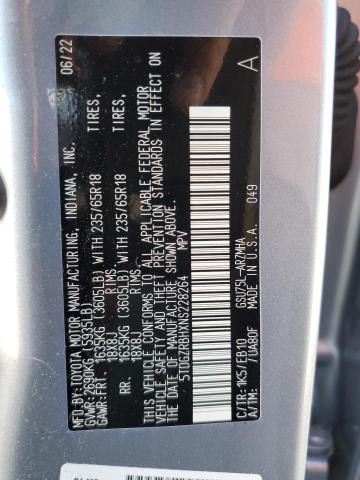 MFD.BY:TOYOTA MOTOR MANUFACTURING, INDIANA, INC. 06/22
GVWR:2690KG (5935LB)
GAWR:FRT. 1635KG (3605LB) WITH 235/65R18 TIRES,
18X8J RIMS,
RR. 1635KG (3605LB) WITH 235/65R18 TIRES,
18X8J RIMS,
THIS VEHICLE CONFORMS TO ALL APPLICABLE FEDERAL MOTOR
VEHICLE SAFETY AND THEFT PREVENTION STANDARDS IN EFFECT ON
THE DATE OF MANUFACTURE SHOWN ABOVE.
5TDGZRBHXNS228264 MPV
C/TR:1K5/EB10 GSU75L-ARZMHA
A/TM: /UA80F MADE IN U.S.A. 049
A